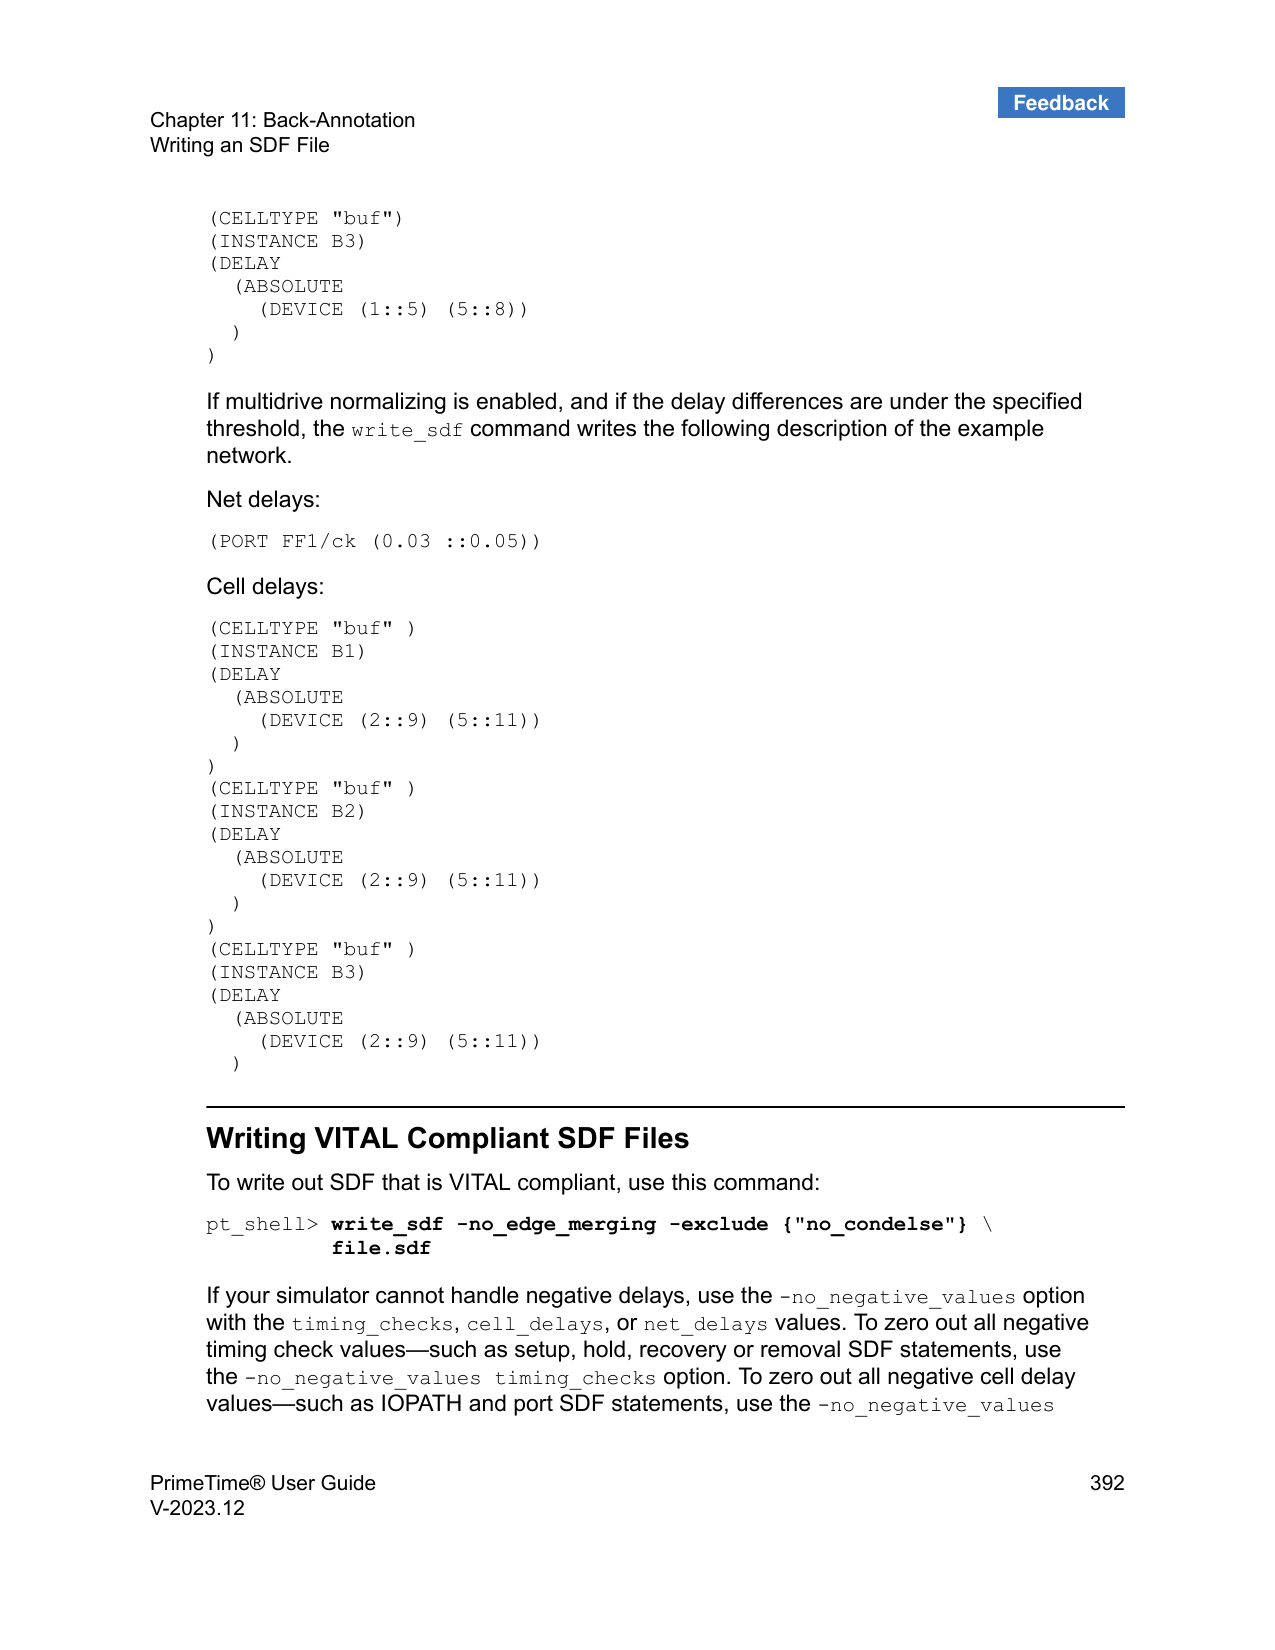 Feedback
Chapter 11: Back-Annotation
Writing an SDF File
(CELLTYPE "buf")
(INSTANCE B3)
(DELAY
(ABSOLUTE
(DEVICE (1::5) (5::8))
)
)
If multidrive normalizing is enabled, and if the delay differences are under the specified
threshold, the write_sdf command writes the following description of the example
network.
Net delays:
(PORT FF1/ck (0.03 ::0.05))
Cell delays:
(CELLTYPE "buf" )
(INSTANCE B1)
(DELAY
(ABSOLUTE
(DEVICE (2::9) (5::11))
)
)
(CELLTYPE "buf" )
(INSTANCE B2)
(DELAY
(ABSOLUTE
(DEVICE (2::9) (5::11))
)
)
(CELLTYPE "buf" )
(INSTANCE B3)
(DELAY
(ABSOLUTE
(DEVICE (2::9) (5::11))
)
Writing VITAL Compliant SDF Files
To write out SDF that is VITAL compliant, use this command:
pt_shell> write_sdf -no_edge_merging -exclude {"no_condelse"} \
file.sdf
If your simulator cannot handle negative delays, use the -no_negative_values option
with the timing_checks, cell_delays, or net_delays values. To zero out all negative
timing check values—such as setup, hold, recovery or removal SDF statements, use
the -no_negative_values timing_checks option. To zero out all negative cell delay
values—such as IOPATH and port SDF statements, use the -no_negative_values
PrimeTime® User Guide
392
V-2023.12